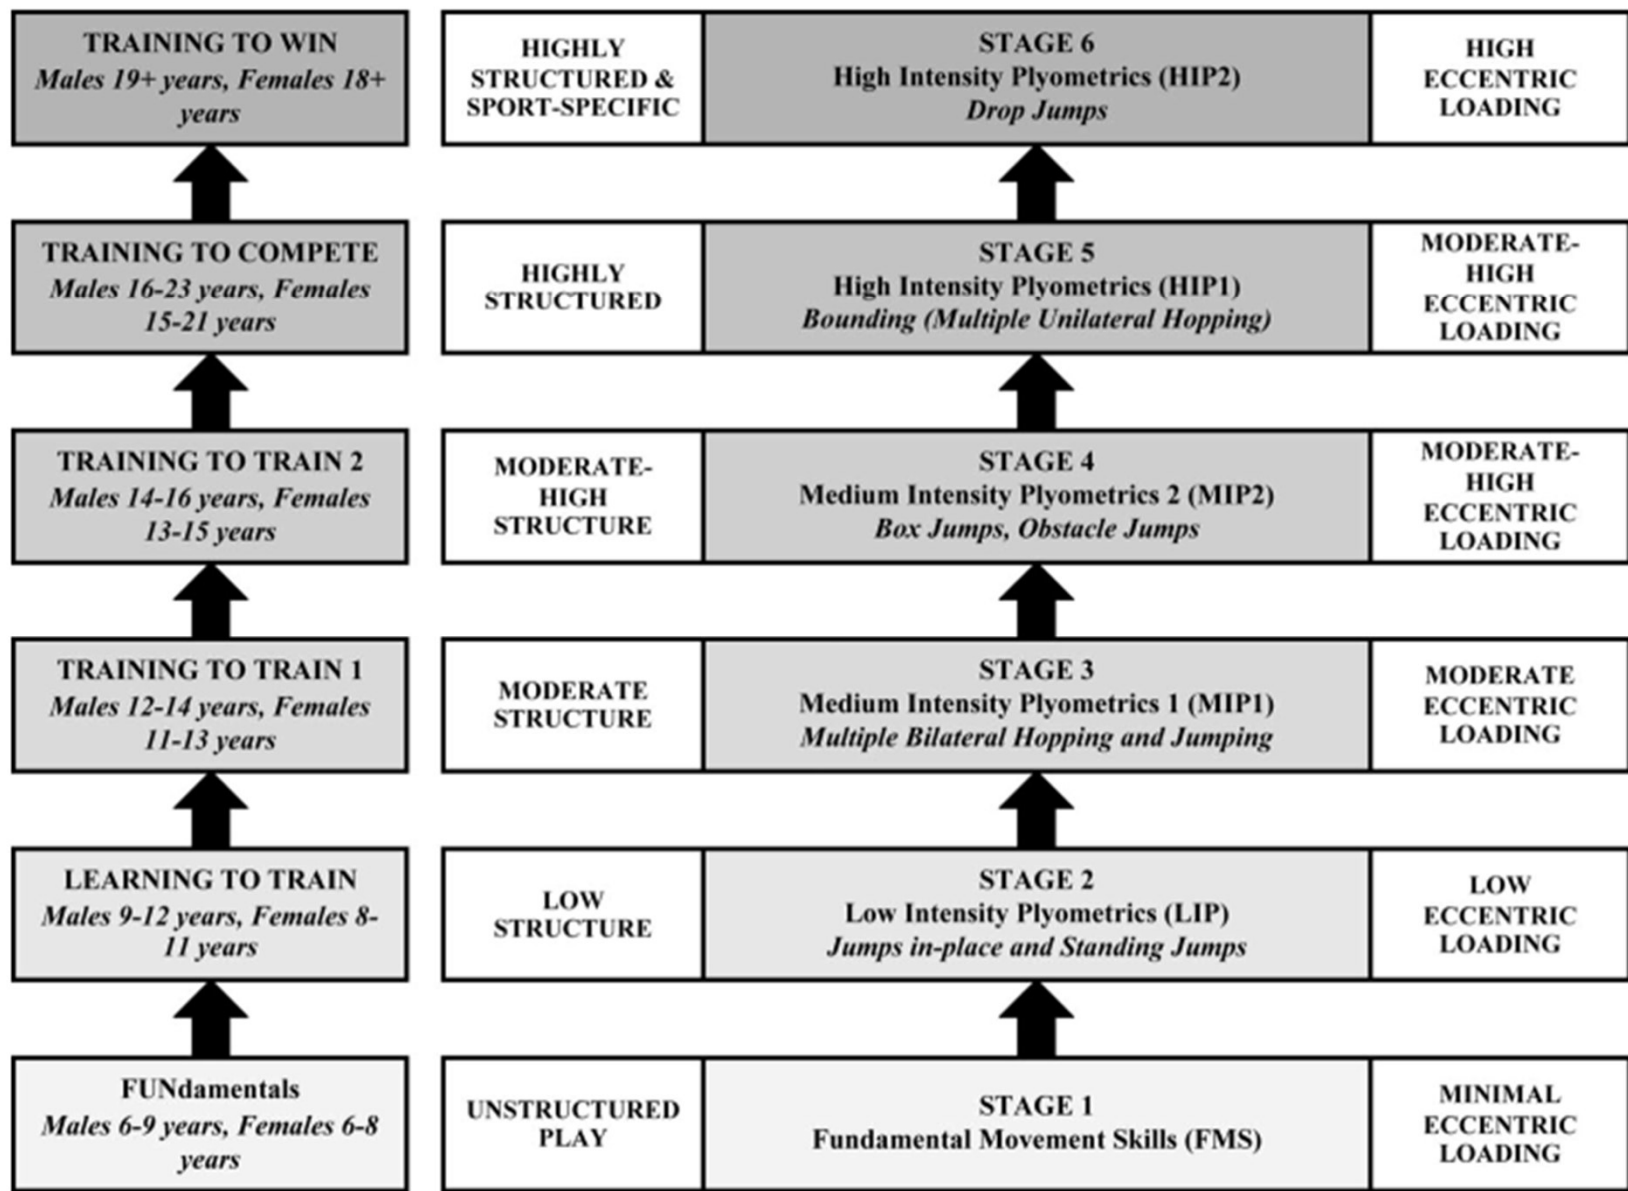 TRAINING TO WIN
Males 19+ years, Females 18+
years
HIGHLY
STRUCTURED &
SPORT-SPECIFIC
STAGE 6
High Intensity Plyometrics (HIP2)
Drop Jumps
HIGH
ECCENTRIC
LOADING
TRAINING TO COMPETE
Males 16-23 years, Females
15-21 years
HIGHLY
STRUCTURED
STAGE 5
High Intensity Plyometrics (HIP1)
Bounding (Multiple Unilateral Hopping)
MODERATE-
HIGH
ECCENTRIC
LOADING
TRAINING TO TRAIN 2
Males 14-16 years, Females
13-15 years
MODERATE-
HIGH
STRUCTURE
STAGE 4
Medium Intensity Plyometrics 2 (MIP2)
Box Jumps, Obstacle Jumps
MODERATE-
HIGH
ECCENTRIC
LOADING
TRAINING TO TRAIN 1
Males 12-14 years, Females
11-13 years
MODERATE
STRUCTURE
STAGE 3
Medium Intensity Plyometrics 1 (MIP1)
Multiple Bilateral Hopping and Jumping
MODERATE
ECCENTRIC
LOADING
LEARNING TO TRAIN
Males 9-12 years, Females 8-
11 years
LOW
STRUCTURE
STAGE 2
Low Intensity Plyometrics (LIP)
Jumps in-place and Standing Jumps
LOW
ECCENTRIC
LOADING
FUNdamentals
Males 6-9 years, Females 6-8
years
UNSTRUCTURED
PLAY
STAGE 1
Fundamental Movement Skills (FMS)
MINIMAL
ECCENTRIC
LOADING